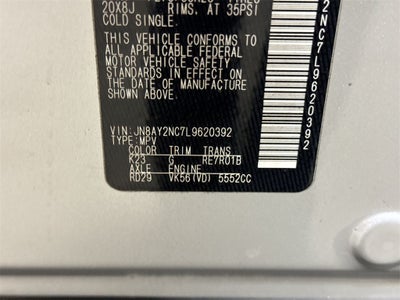 20X8J RIMS. AT 35PSI
COLD SINGLE.
THIS VEHICLE CONFORMS TO
ALL APPLICABLE FEDERAL
MOTOR VEHICLE SAFETY
STANDARDS IN EFFECT ON
THE DATE OF MANUFACTURE
SHOWN ABOVE.
VIN:JN8AY2NC7L9620392
TYPE:MPV
COLOR TRIM TRANS
K23 G RE7R01B
AXLE ENGINE
RD29 VK56(VD) 5552CC
2NC7L9620392